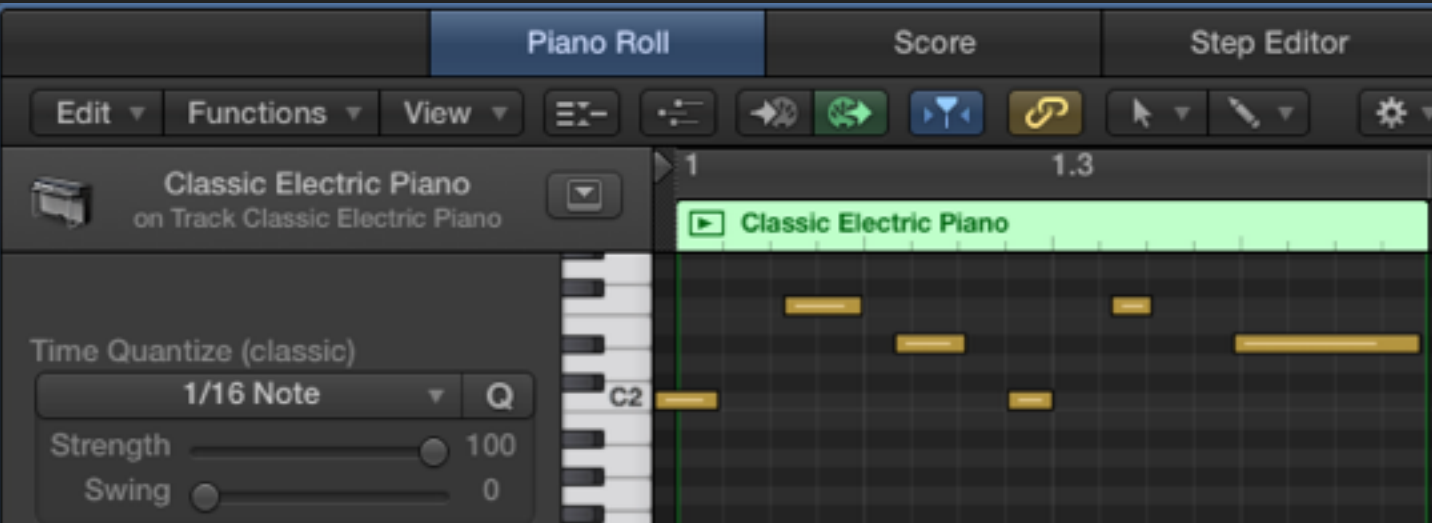 Piano Roll Score Step Editor
Edit Functions View
1 1.3
Classic Electric Piano
on Track Classic Electric Piano
Classic Electric Piano
Time Quantize (classic)
1/16 Note Q
C2
Strength 100
Swing 0